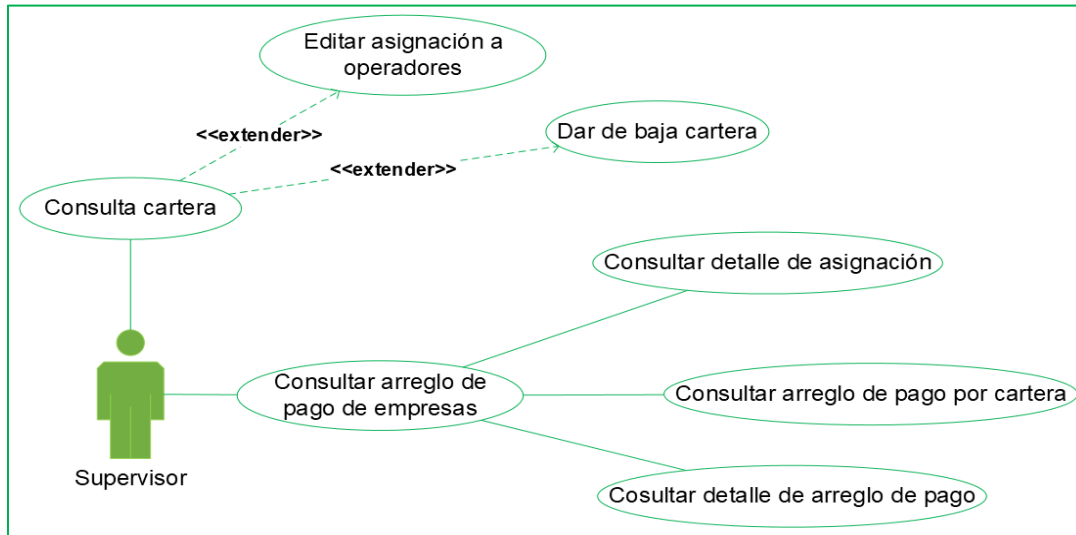 Editar asignación a
operadores
<<extender>>
Dar de baja cartera
<<extender>>
Consulta cartera
Consultar detalle de asignación
Consultar arreglo de
pago de empresas
Consultar arreglo de pago por cartera
Supervisor
Cosultar detalle de arreglo de pago